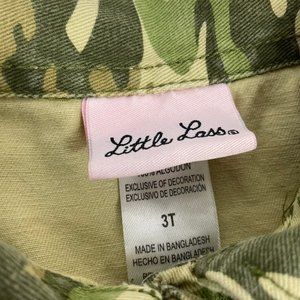 Little Lass®
100% ALGODON
EXCLUSIVE OF DECORATION
EXCLUSIVO DE DECORACIÓN
3T
MADE IN BANGLADESH
HECHO EN BANGLADESH